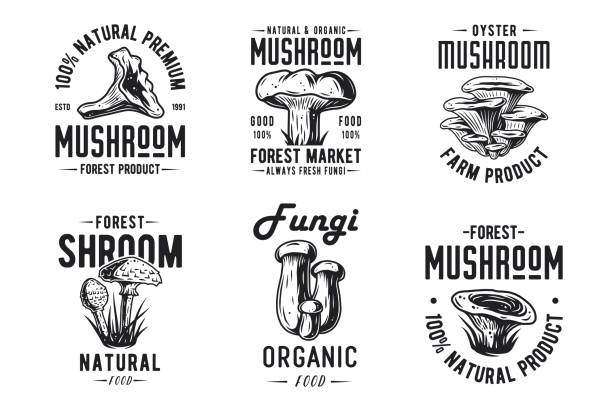 100% NATURAL PREMIUM
ESTD 1991
MUSHROOM
FOREST PRODUCT
NATURAL & ORGANIC
MUSHROOM
GOOD FOOD
100% 100%
FOREST MARKET
ALWAYS FRESH FUNGI
OYSTER
MUSHROOM
FARM PRODUCT
FOREST
SHROOM
NATURAL
FOOD
Fungi
ORGANIC
FOOD
-FOREST-
MUSHROOM
• 100% NATURAL PRODUCT •